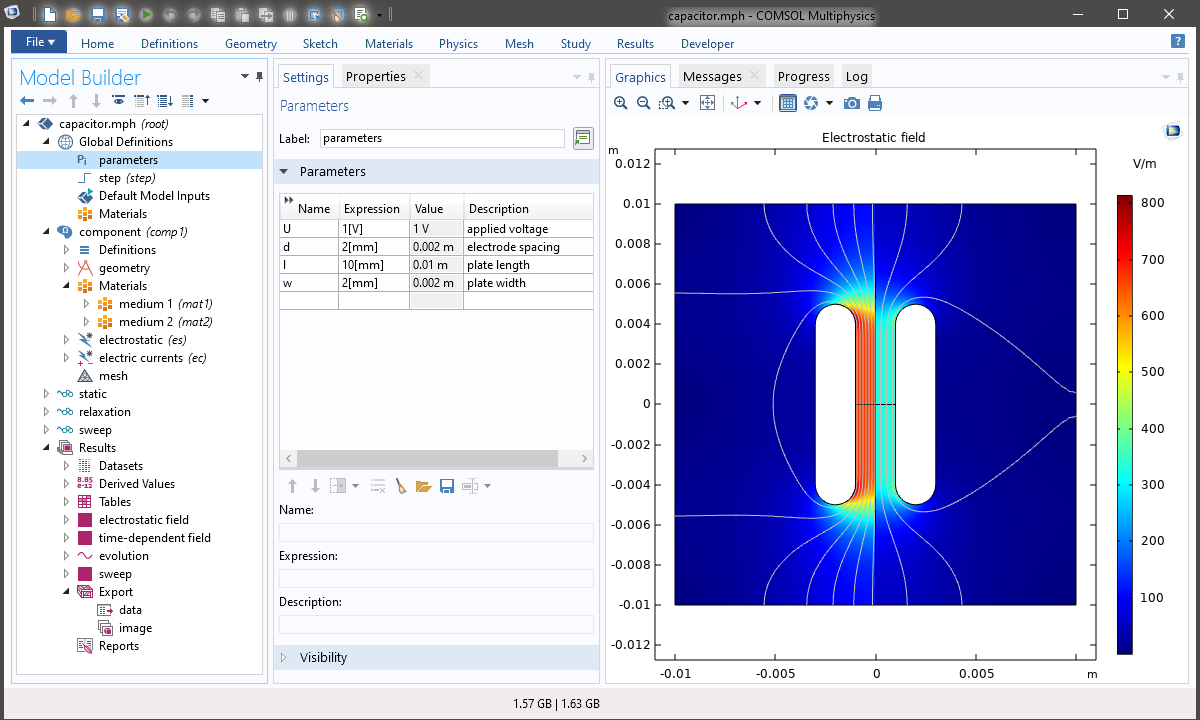 capacitor.mph - COMSOL Multiphysics
File ▾ Home Definitions Geometry Sketch Materials Physics Mesh Study Results Developer ?
Model Builder
capacitor.mph (root)
Global Definitions
Pi parameters
step (step)
Default Model Inputs
Materials
component (comp1)
Definitions
geometry
Materials
medium 1 (mat1)
medium 2 (mat2)
electrostatic (es)
electric currents (ec)
mesh
static
relaxation
sweep
Results
Datasets
8.85 e-12 Derived Values
Tables
electrostatic field
time-dependent field
evolution
sweep
Export
data
image
Reports
Settings Properties
Parameters
Label: parameters
Parameters
Name Expression Value Description
U 1[V] 1 V applied voltage
d 2[mm] 0.002 m electrode spacing
l 10[mm] 0.01 m plate length
w 2[mm] 0.002 m plate width
Name:
Expression:
Description:
Visibility
Graphics Messages Progress Log
Electrostatic field
m
V/m
0.012
0.01
0.008
0.006
0.004
0.002
0
-0.002
-0.004
-0.006
-0.008
-0.01
-0.012
-0.01 -0.005 0 0.005 m
800
700
600
500
400
300
200
100
1.57 GB | 1.63 GB